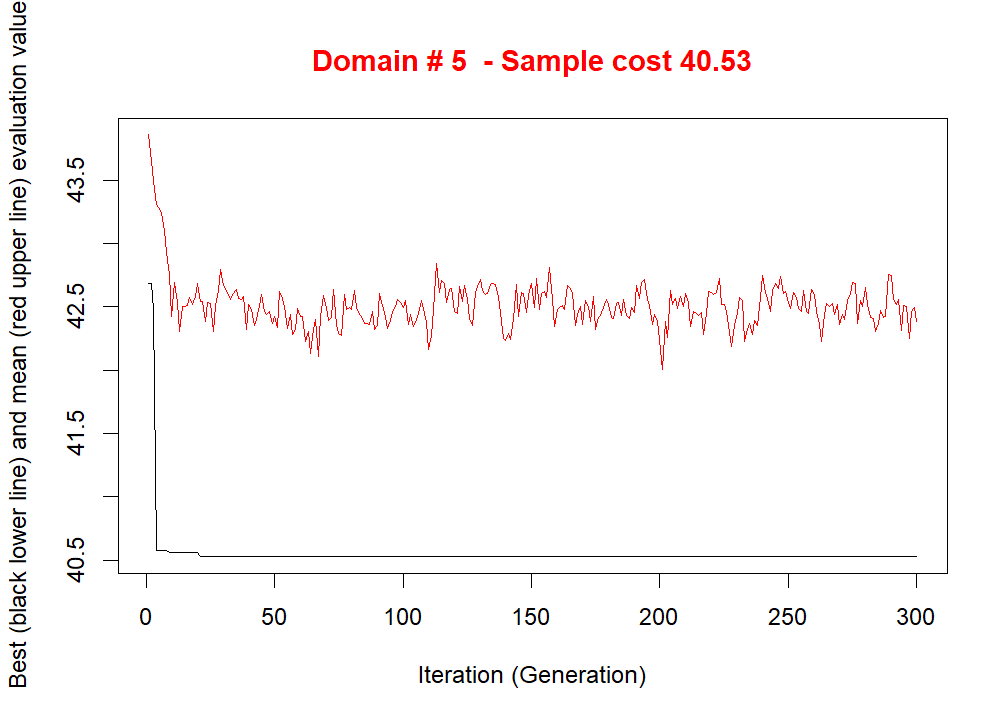 Domain # 5  - Sample cost 40.53
Best (black lower line) and mean (red upper line) evaluation value
43.5
42.5
41.5
40.5
0 50 100 150 200 250 300
Iteration (Generation)